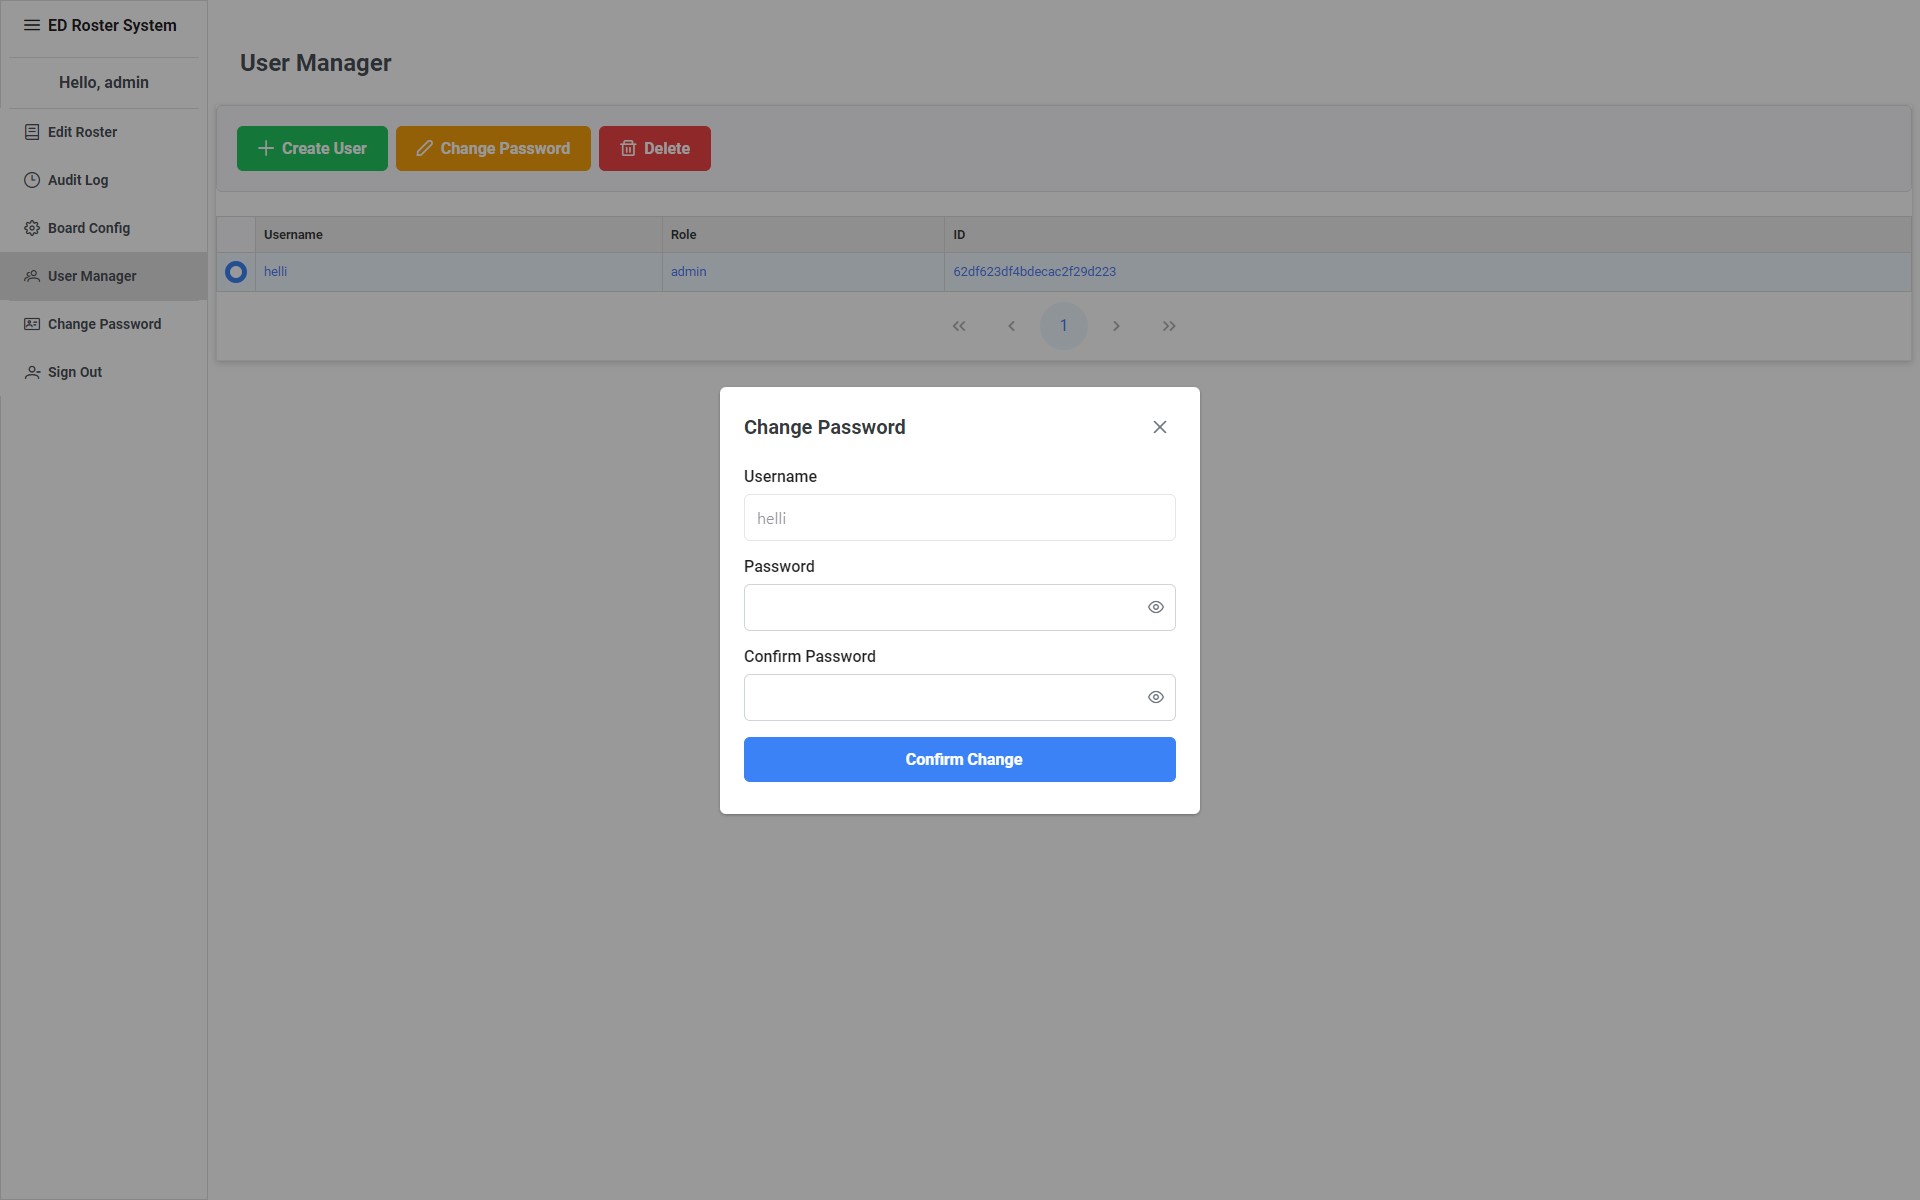 ED Roster System
Hello, admin
Edit Roster
Audit Log
Board Config
User Manager
Change Password
Sign Out
User Manager
Create User Change Password Delete
Username Role ID
helli admin 62df623df4bdecac2f29d223
1
Change Password
Username
helli
Password
Confirm Password
Confirm Change